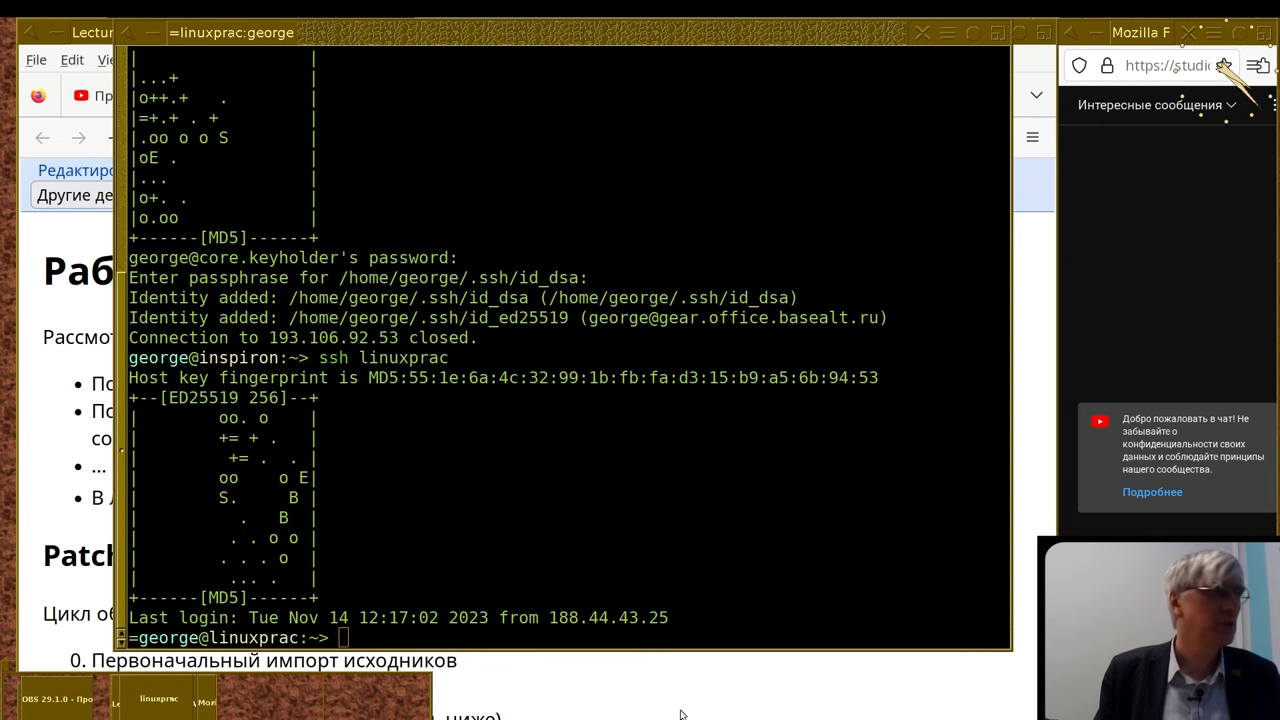 Lectur
=linuxprac:george
Mozilla F
File Edit Vie
https://studio
Пр
Интересные сообщения
Редактиро
Другие де
Раб
Рассмот
По
По
со
...
В л
Patch
Цикл об
0. Первоначальный импорт исходников
ниже)
|                  |
|...+              |
|o++.+   .         |
|=+.+ . +          |
|.oo o o S         |
|oE .              |
|...               |
|o+. .             |
|o.oo              |
+------[MD5]------+
george@core.keyholder's password:
Enter passphrase for /home/george/.ssh/id_dsa:
Identity added: /home/george/.ssh/id_dsa (/home/george/.ssh/id_dsa)
Identity added: /home/george/.ssh/id_ed25519 (george@gear.office.basealt.ru)
Connection to 193.106.92.53 closed.
george@inspiron:~> ssh linuxprac
Host key fingerprint is MD5:55:1e:6a:4c:32:99:1b:fb:fa:d3:15:b9:a5:6b:94:53
+--[ED25519 256]--+
|        oo. o    |
|        += + .   |
|         += .  . |
|        oo    o E|
|        S.     B |
|          .   B  |
|         . . o o |
|        . . . o  |
|         ... .   |
+------[MD5]------+
Last login: Tue Nov 14 12:17:02 2023 from 188.44.43.25
=george@linuxprac:~>
Добро пожаловать в чат! Не
забывайте о
конфиденциальности своих
данных и соблюдайте принципы
нашего сообщества.
Подробнее
OBS 29.1.0 - Про
linuxprac
Mozi